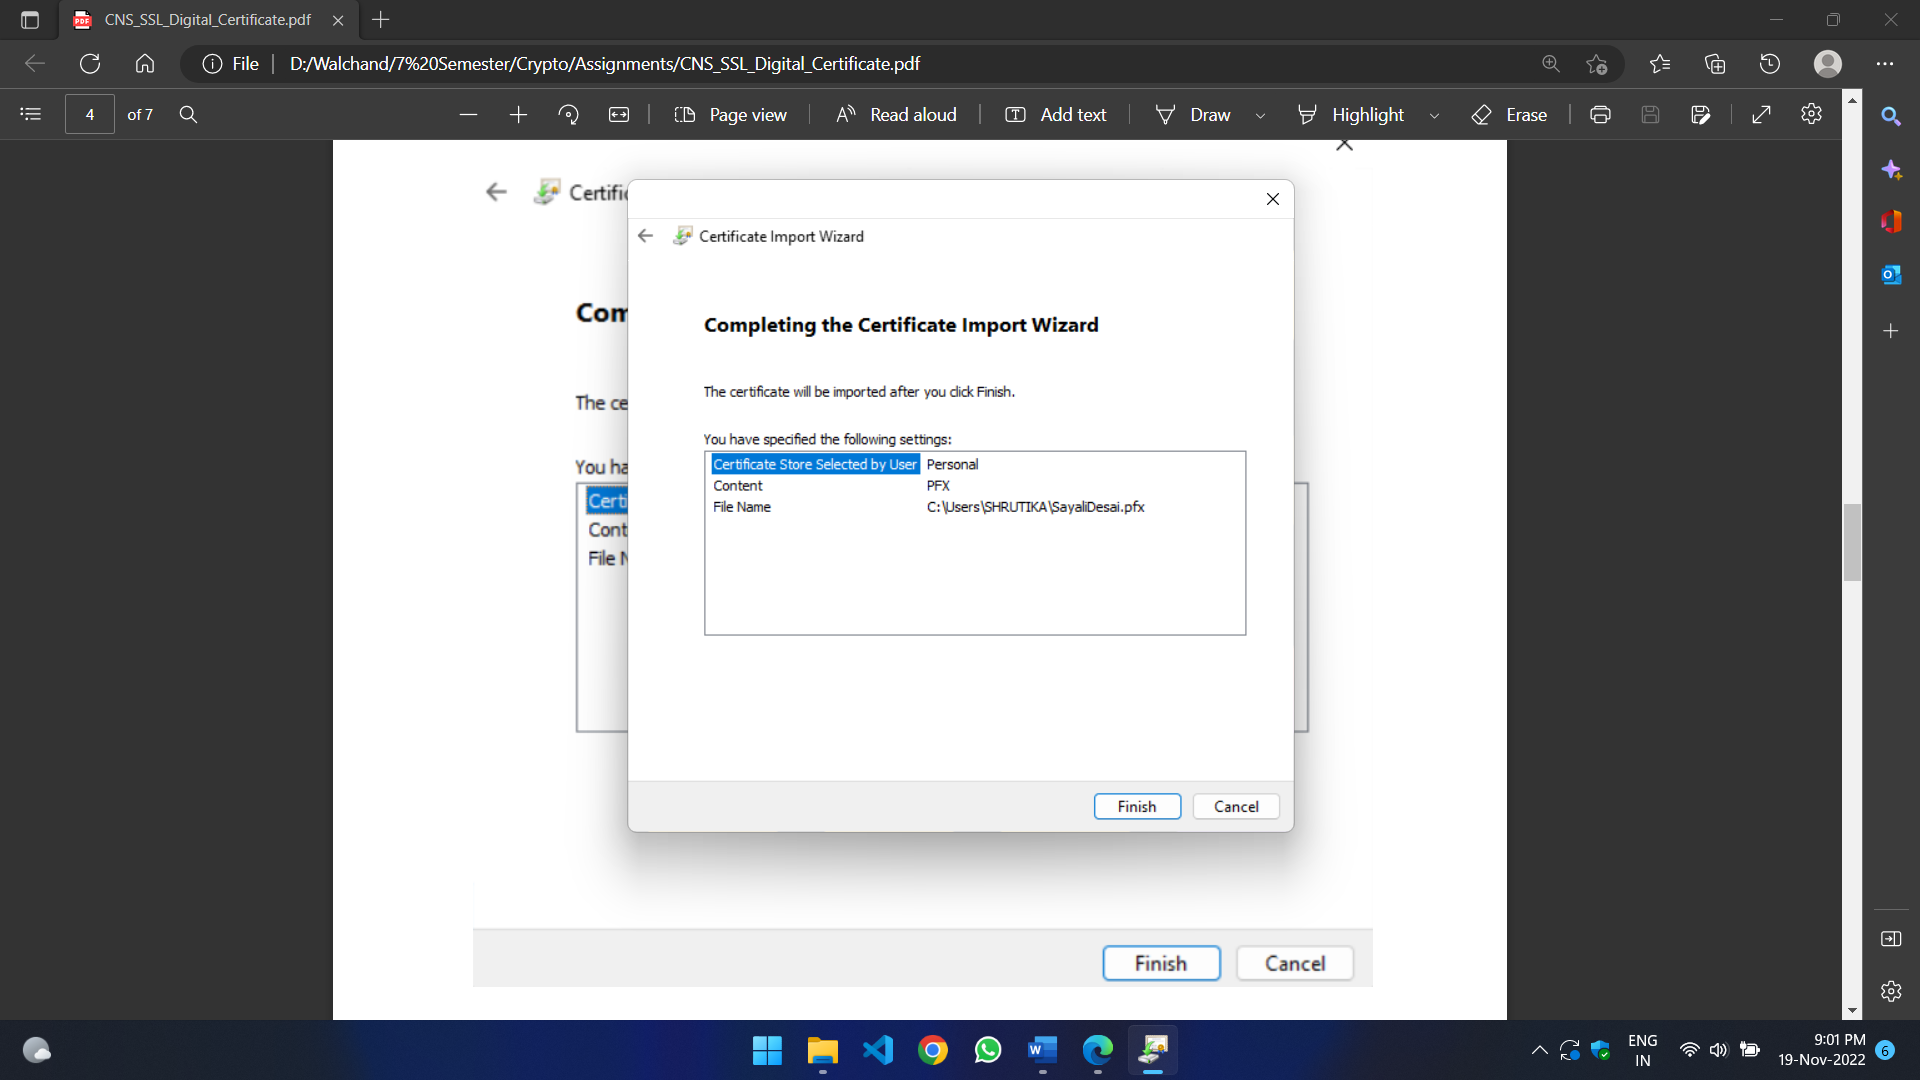 CNS_SSL_Digital_Certificate.pdf
File
D:/Walchand/7%20Semester/Crypto/Assignments/CNS_SSL_Digital_Certificate.pdf
4 of 7
Page view
Read aloud
Add text
Draw
Highlight
Erase
Certific
Certificate Import Wizard
Com
Completing the Certificate Import Wizard
The ce
The certificate will be imported after you click Finish.
You ha
You have specified the following settings:
Certi
Cont
File N
Certificate Store Selected by User Personal
Content PFX
File Name C:\Users\SHRUTIKA\SayaliDesai.pfx
Finish Cancel
Finish Cancel
ENG
IN
9:01 PM
19-Nov-2022
6